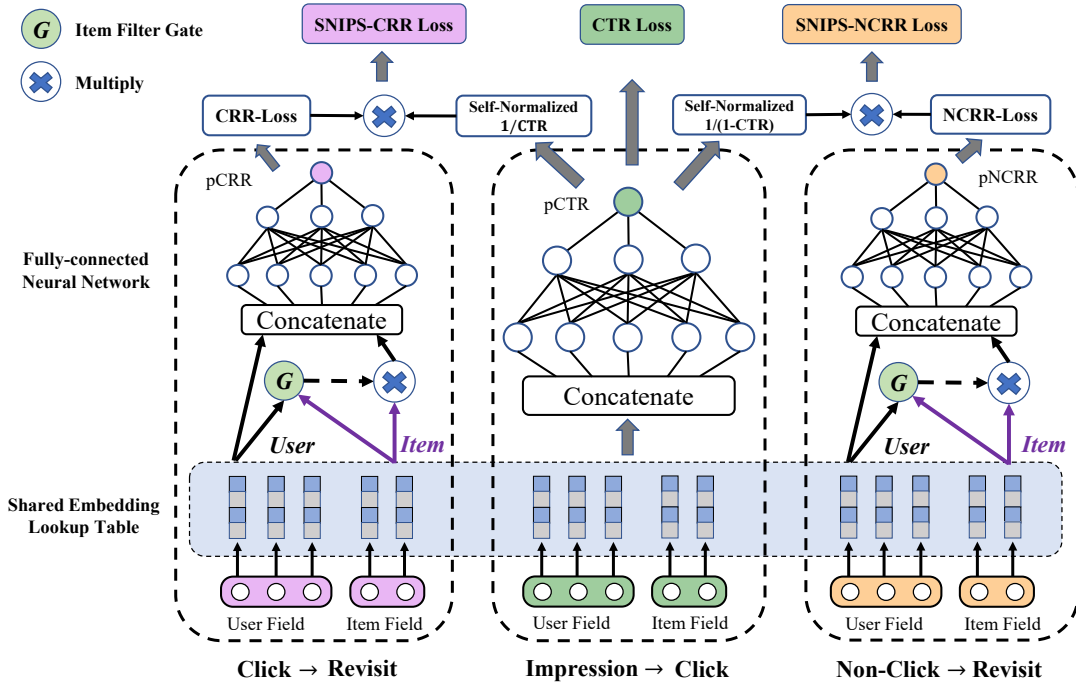 SNIPS-CRR Loss
CTR Loss
SNIPS-NCRR Loss
G
Item Filter Gate
Multiply
CRR-Loss
Self-Normalized
1/CTR
Self-Normalized
1/(1-CTR)
NCRR-Loss
pCRR
pCTR
pNCRR
Fully-connected
Neural Network
Concatenate
Concatenate
Concatenate
G
G
User
Item
User
Item
Shared Embedding
Lookup Table
User Field
Item Field
User Field
Item Field
User Field
Item Field
Click → Revisit
Impression → Click
Non-Click → Revisit